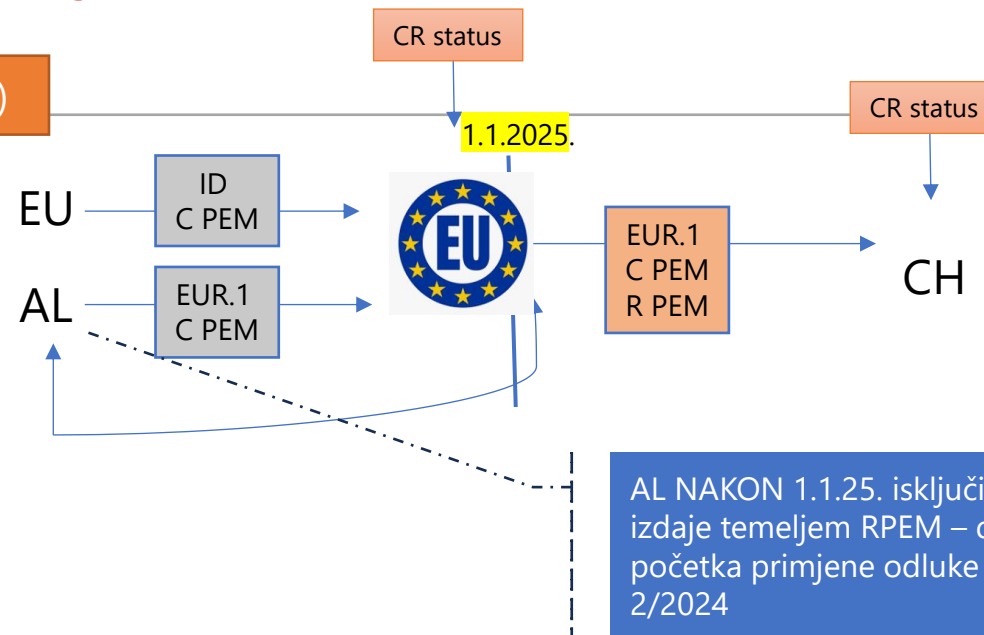 CR status
)
CR status
1.1.2025.
EU
ID
C PEM
EU
EUR.1
C PEM
R PEM
CH
AL
EUR.1
C PEM
AL NAKON 1.1.25. isključi
izdaje temeljem RPEM –
početka primjene odluke
2/2024